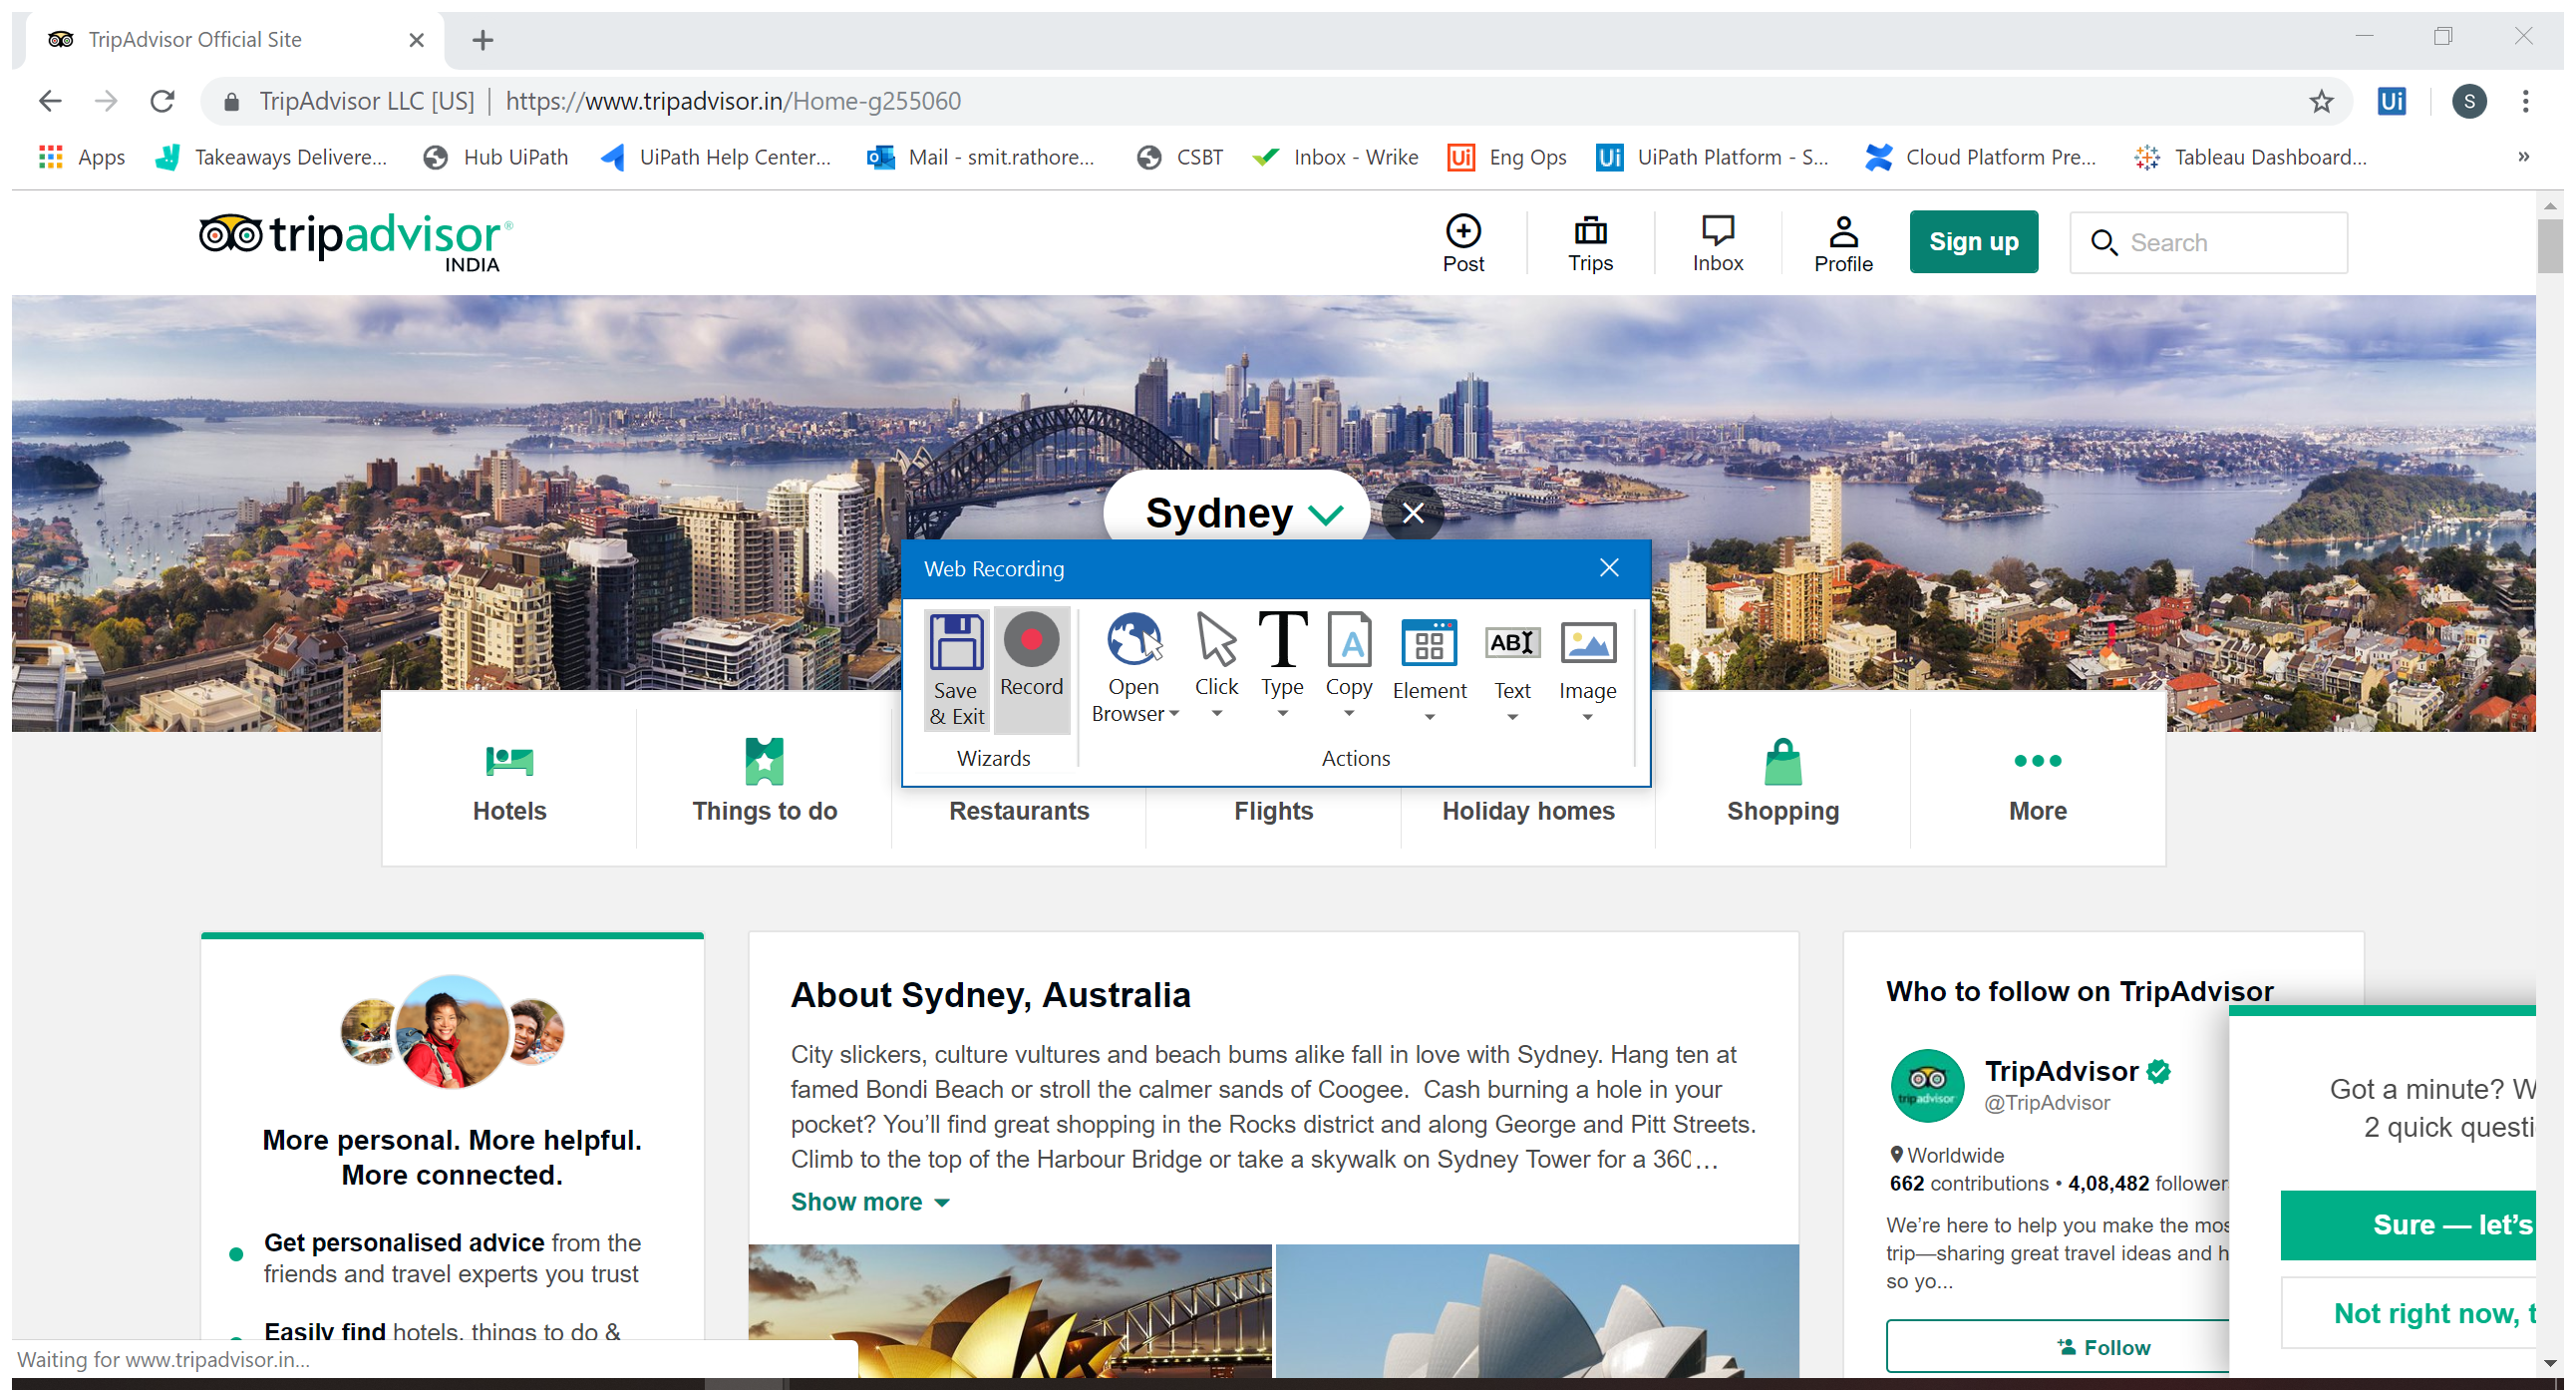 TripAdvisor Official Site
TripAdvisor LLC [US] | https://www.tripadvisor.in/Home-g255060
S
Apps
Takeaways Delivere...
Hub UiPath
UiPath Help Center...
Mail - smit.rathore...
CSBT
Inbox - Wrike
Eng Ops
UiPath Platform - S...
Cloud Platform Pre...
Tableau Dashboard...
»
tripadvisor®
INDIA
Post
Trips
Inbox
Profile
Sign up
Search
Sydney
Web Recording
Save
& Exit
Record
Open
Browser
Click
Type
Copy
Element
Text
Image
Wizards
Actions
Hotels
Things to do
Restaurants
Flights
Holiday homes
Shopping
More
More personal. More helpful.
More connected.
Get personalised advice from the
friends and travel experts you trust
Easily find hotels, things to do &
Waiting for www.tripadvisor.in...
About Sydney, Australia
City slickers, culture vultures and beach bums alike fall in love with Sydney. Hang ten at
famed Bondi Beach or stroll the calmer sands of Coogee. Cash burning a hole in your
pocket? You’ll find great shopping in the Rocks district and along George and Pitt Streets.
Climb to the top of the Harbour Bridge or take a skywalk on Sydney Tower for a 360…
Show more
Who to follow on TripAdvisor
tripadvisor
TripAdvisor
@TripAdvisor
Worldwide
662 contributions • 4,08,482 follower
We’re here to help you make the mos
trip—sharing great travel ideas and h
so yo...
Follow
Got a minute? W
2 quick questi
Sure — let’s
Not right now, t